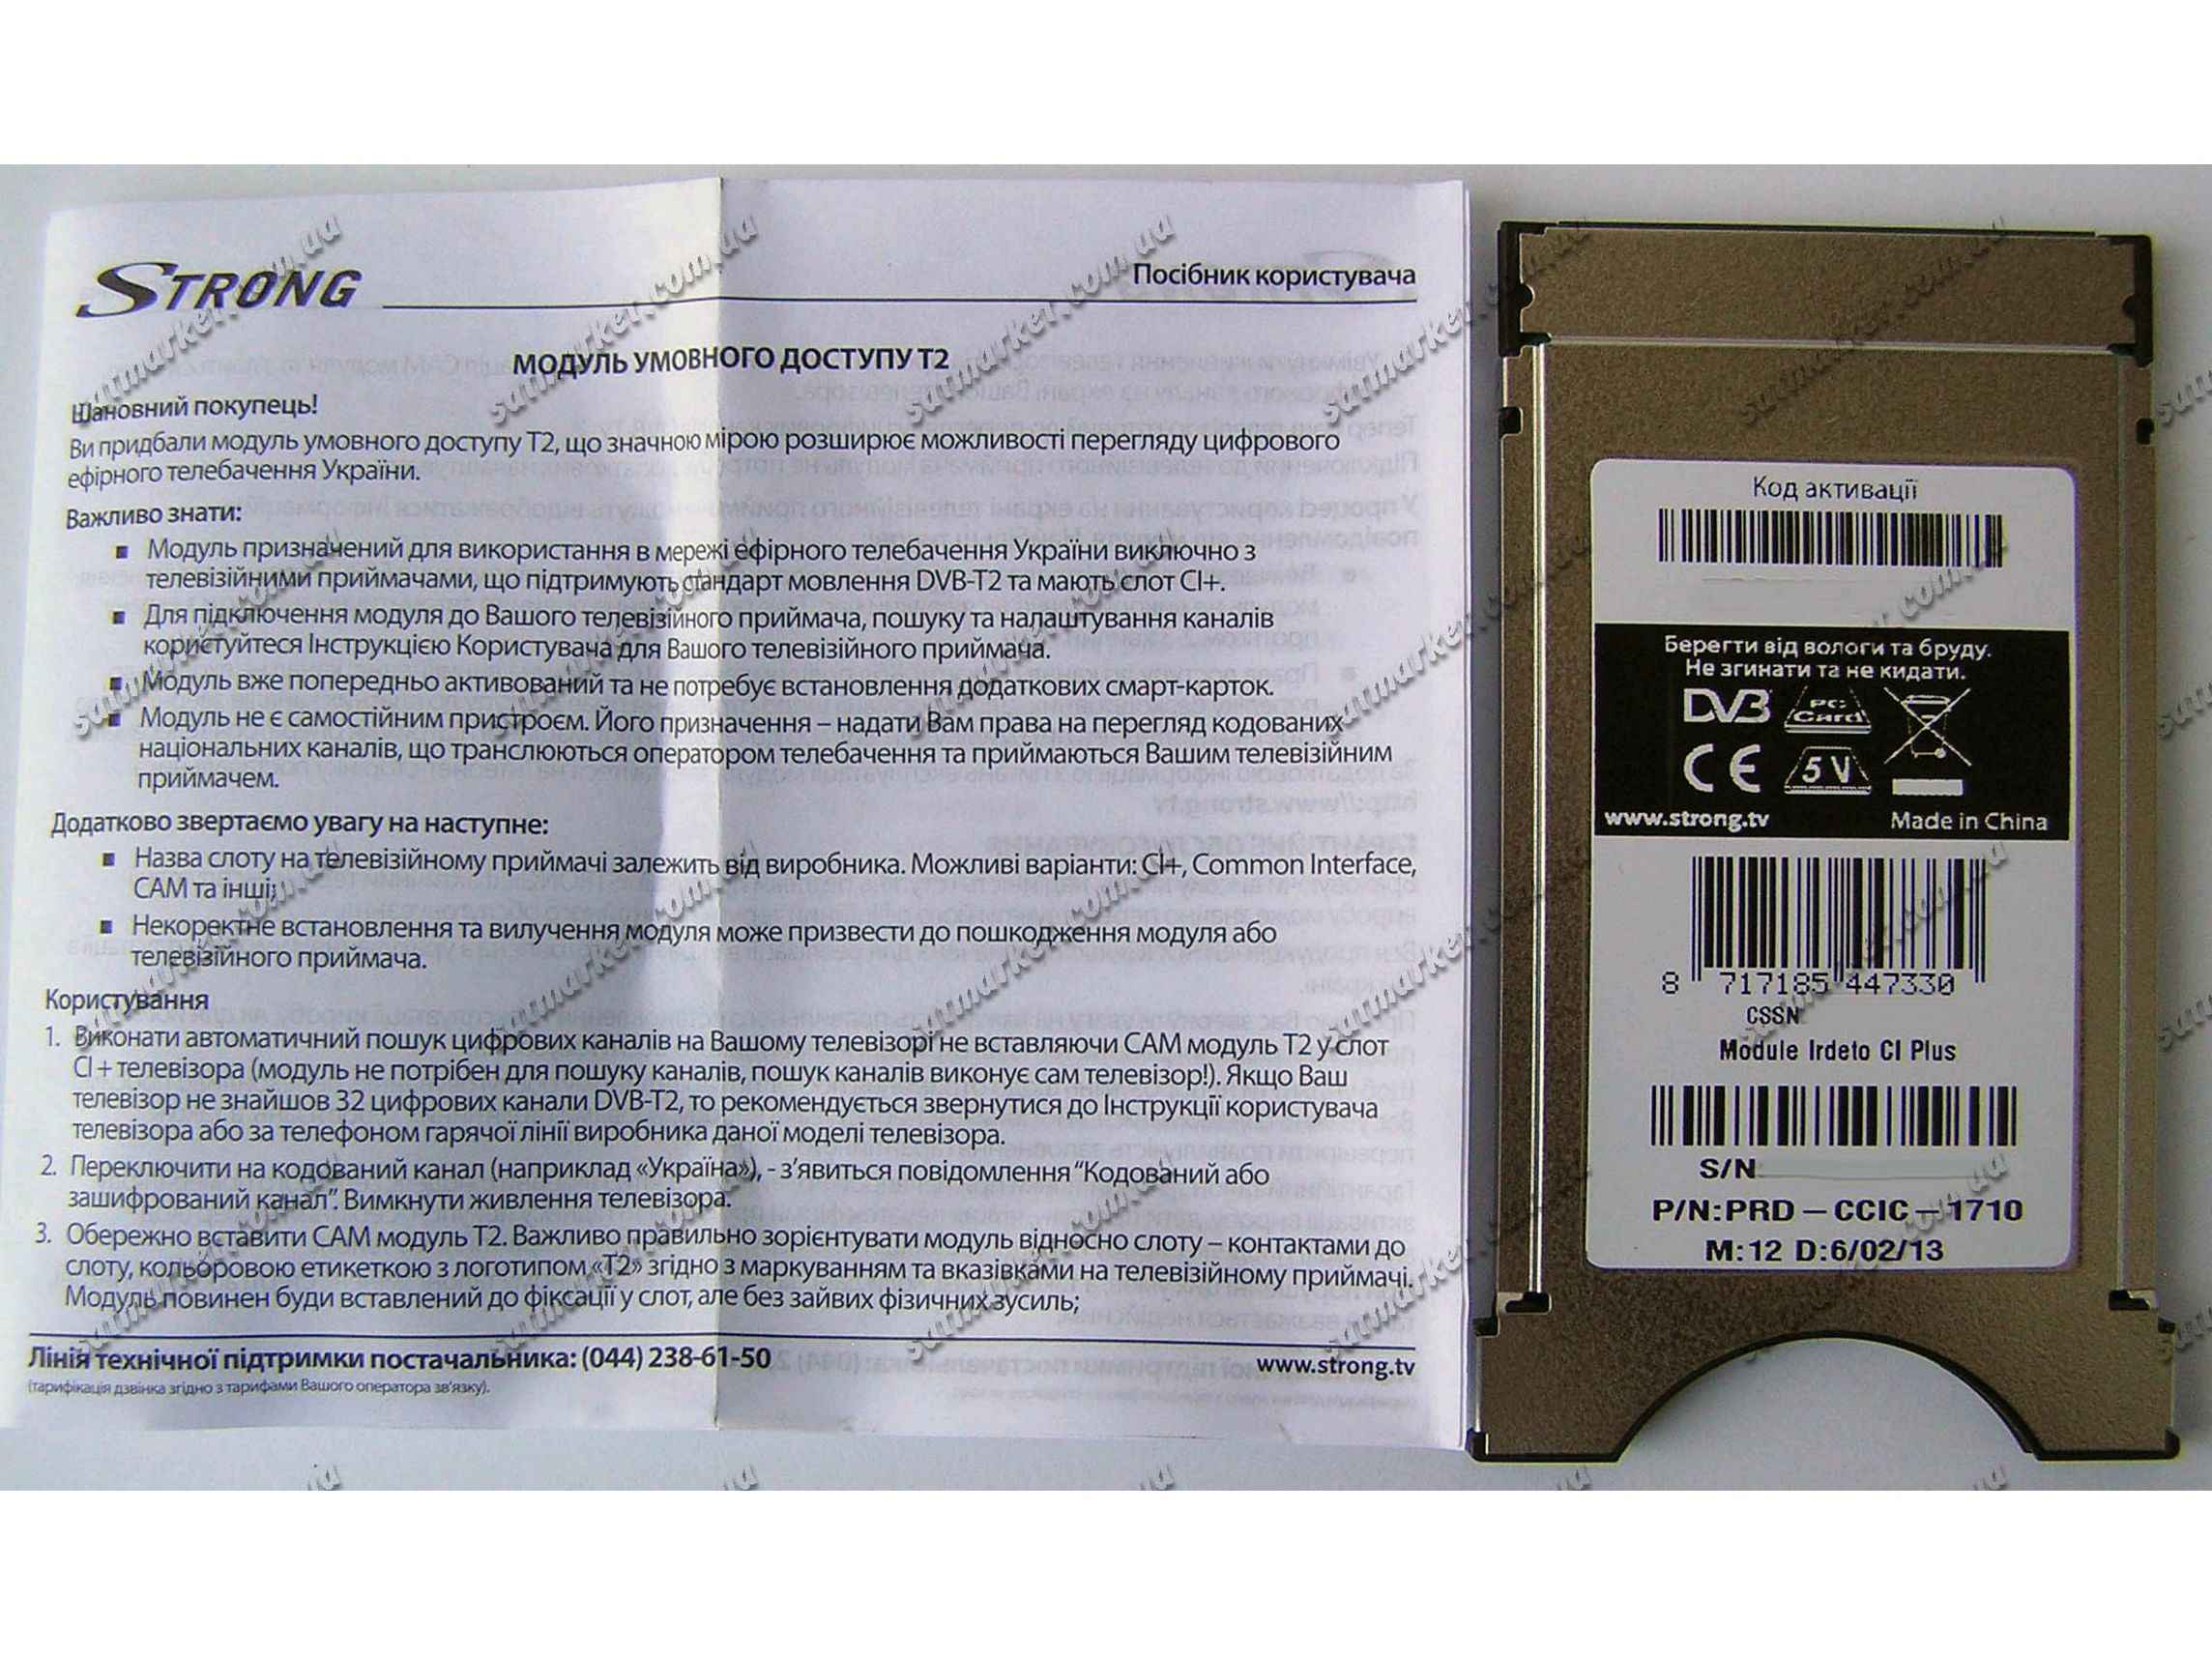 STRONG
Посібник користувача
МОДУЛЬ УМОВНОГО ДОСТУПУ Т2
Шановний покупець!
Ви придбали модуль умовного доступу Т2, що значною мірою розширює можливості перегляду цифрового
ефірного телебачення України.
Важливо знати:
▪ Модуль призначений для використання в мережі ефірного телебачення України виключно з
телевізійними приймачами, що підтримують стандарт мовлення DVB-T2 та мають слот CI+.
▪ Для підключення модуля до Вашого телевізійного приймача, пошуку та налаштування каналів
користуйтеся Інструкцією Користувача для Вашого телевізійного приймача.
▪ Модуль вже попередньо активований та не потребує встановлення додаткових смарт-карток.
▪ Модуль не є самостійним пристроєм. Його призначення – надати Вам права на перегляд кодованих
національних каналів, що транслюються оператором телебачення та приймаються Вашим телевізійним
приймачем.
Додатково звертаємо увагу на наступне:
▪ Назва слоту на телевізійному приймачі залежить від виробника. Можливі варіанти: CI+, Common Interface,
CAM та інші;
▪ Некоректне встановлення та вилучення модуля може призвести до пошкодження модуля або
телевізійного приймача.
Користування
1. Виконати автоматичний пошук цифрових каналів на Вашому телевізорі не вставляючи САМ модуль Т2 у слот
CI+ телевізора (модуль не потрібен для пошуку каналів, пошук каналів виконує сам телевізор!). Якщо Ваш
телевізор не знайшов 32 цифрових канали DVB-T2, то рекомендується звернутися до Інструкції користувача
телевізора або за телефоном гарячої лінії виробника даної моделі телевізора.
2. Переключити на кодований канал (наприклад «Україна»), - з'явиться повідомлення "Кодований або
зашифрований канал". Вимкнути живлення телевізора.
3. Обережно вставити САМ модуль Т2. Важливо правильно зорієнтувати модуль відносно слоту – контактами до
слоту, кольоровою етикеткою з логотипом «Т2» згідно з маркуванням та вказівками на телевізійному приймачі.
Модуль повинен буди вставлений до фіксації у слот, але без зайвих фізичних зусиль;
Лінія технічної підтримки постачальника: (044) 238-61-50
www.strong.tv
(тарифікація дзвінка згідно з тарифами Вашого оператора зв'язку).
Код активації
Берегти від вологи та бруду.
Не згинати та не кидати.
DVB
PC
Card
CE
5 V
www.strong.tv
Made in China
8 717185 447330
CSSN
Module Irdeto CI Plus
S/N
P/N:PRD – CCIC – 1710
M:12 D:6/02/13
satmarker.com.ua